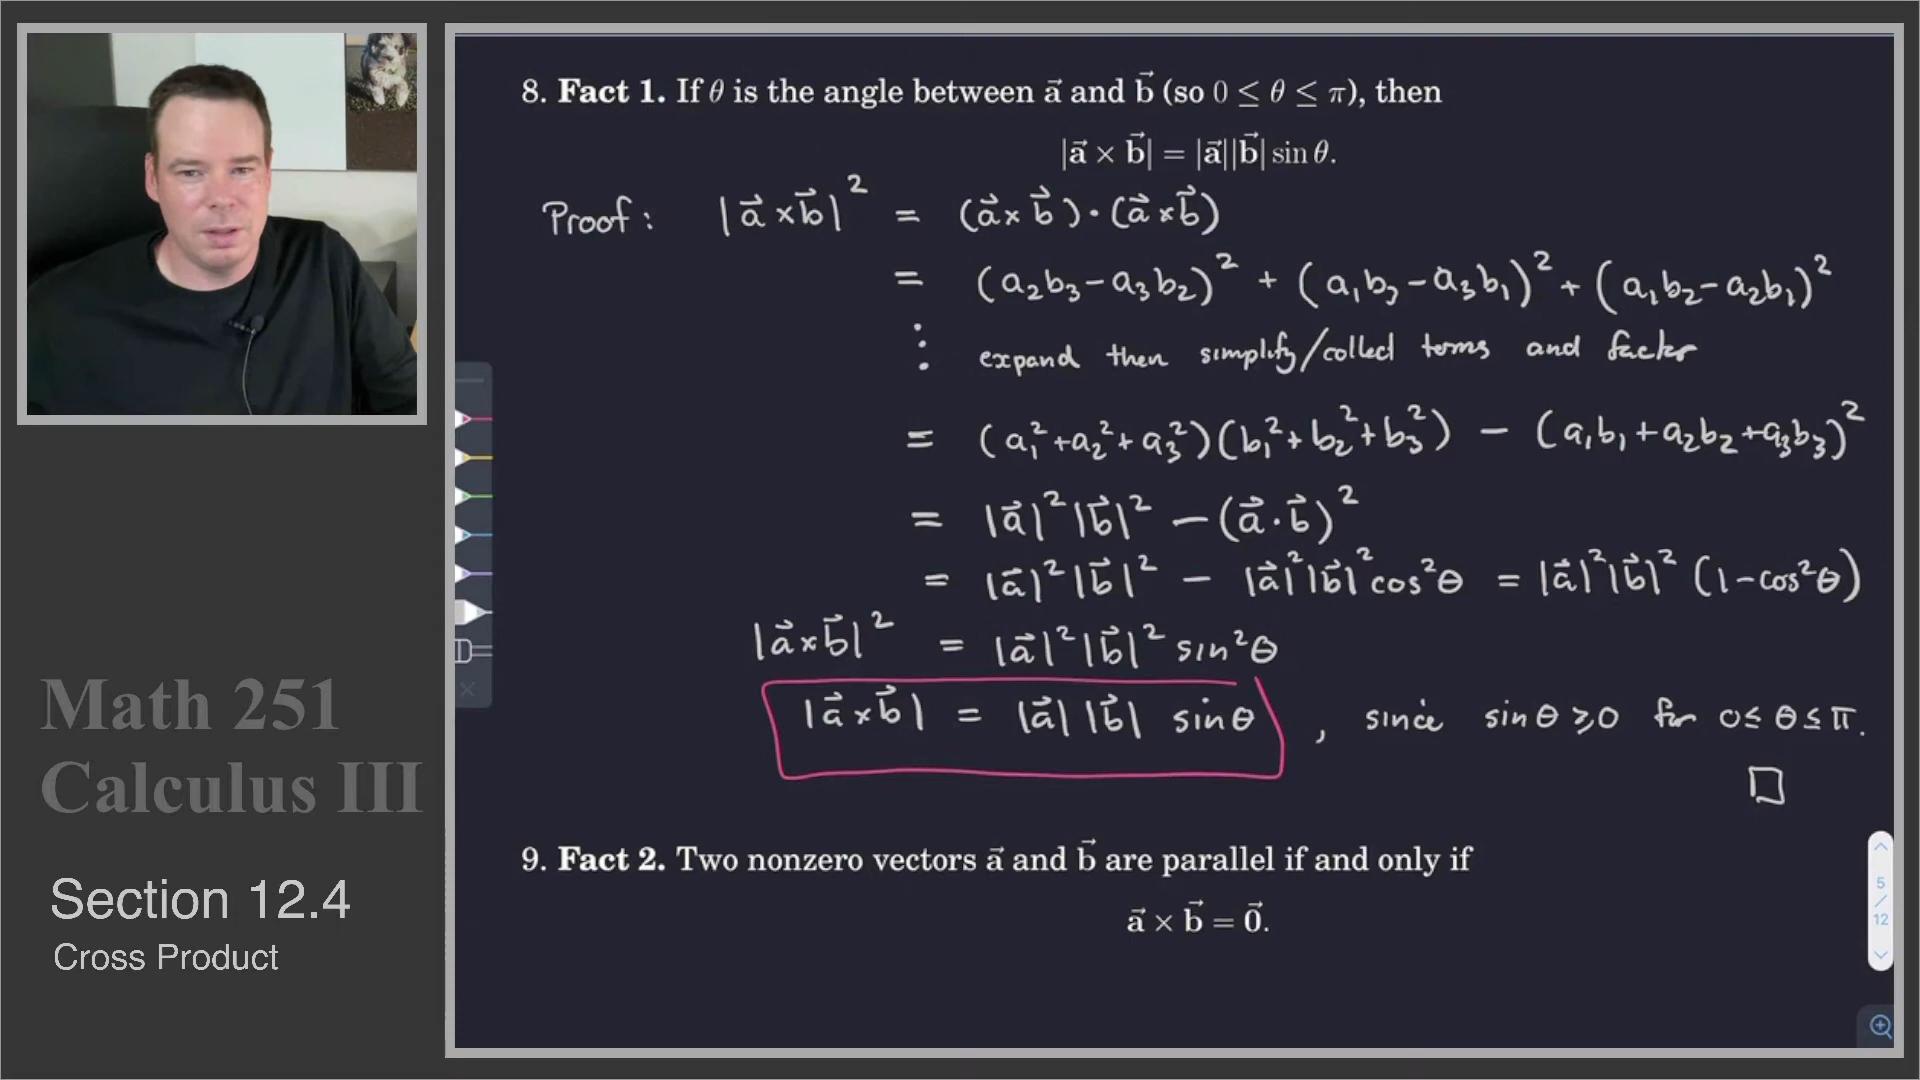 8. Fact 1. If θ is the angle between a⃗ and b⃗ (so 0 ≤ θ ≤ π), then
|a⃗ × b⃗| = |a⃗||b⃗| sin θ.
Proof: |a⃗ × b⃗|² = (a⃗ × b⃗) · (a⃗ × b⃗)
= (a₂b₃ - a₃b₂)² + (a₁b₃ - a₃b₁)² + (a₁b₂ - a₂b₁)²
⋮ expand then simplify/collect terms and factor
= (a₁² + a₂² + a₃²)(b₁² + b₂² + b₃²) - (a₁b₁ + a₂b₂ + a₃b₃)²
= |a⃗|²|b⃗|² - (a⃗ · b⃗)²
= |a⃗|²|b⃗|² - |a⃗|²|b⃗|² cos²θ = |a⃗|²|b⃗|² (1 - cos²θ)
|a⃗ × b⃗|² = |a⃗|²|b⃗|² sin²θ
|a⃗ × b⃗| = |a⃗| |b⃗| sin θ , since sin θ ≥ 0 for 0 ≤ θ ≤ π.
9. Fact 2. Two nonzero vectors a⃗ and b⃗ are parallel if and only if
a⃗ × b⃗ = 0⃗.
Math 251
Calculus III
Section 12.4
Cross Product
5
/
12